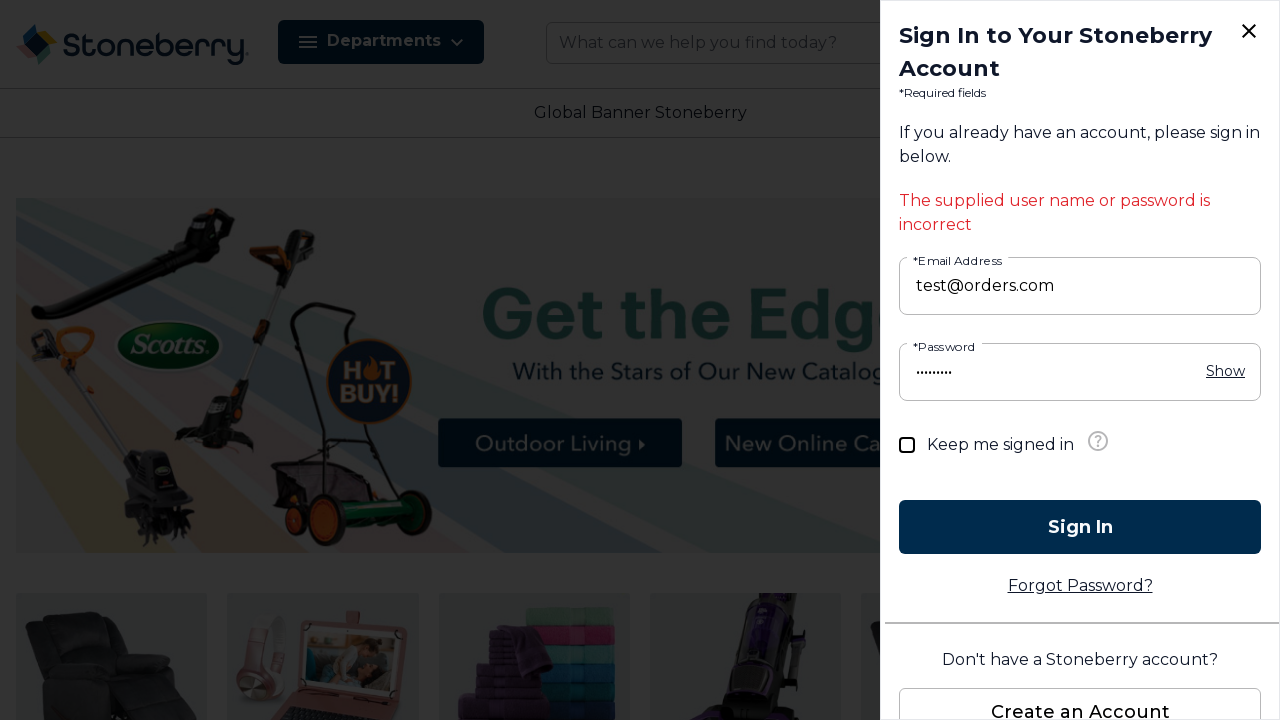 Stoneberry
Departments
What can we help you find today?
Global Banner Stoneberry
Scotts
HOT
BUY!
Get the Edge
With the Stars of Our New Catalog
Outdoor Living
New Online Ca
Sign In to Your Stoneberry
Account
*Required fields
If you already have an account, please sign in
below.
The supplied user name or password is
incorrect
*Email Address
test@orders.com
*Password
•••••••••
Show
Keep me signed in
Sign In
Forgot Password?
Don't have a Stoneberry account?
Create an Account